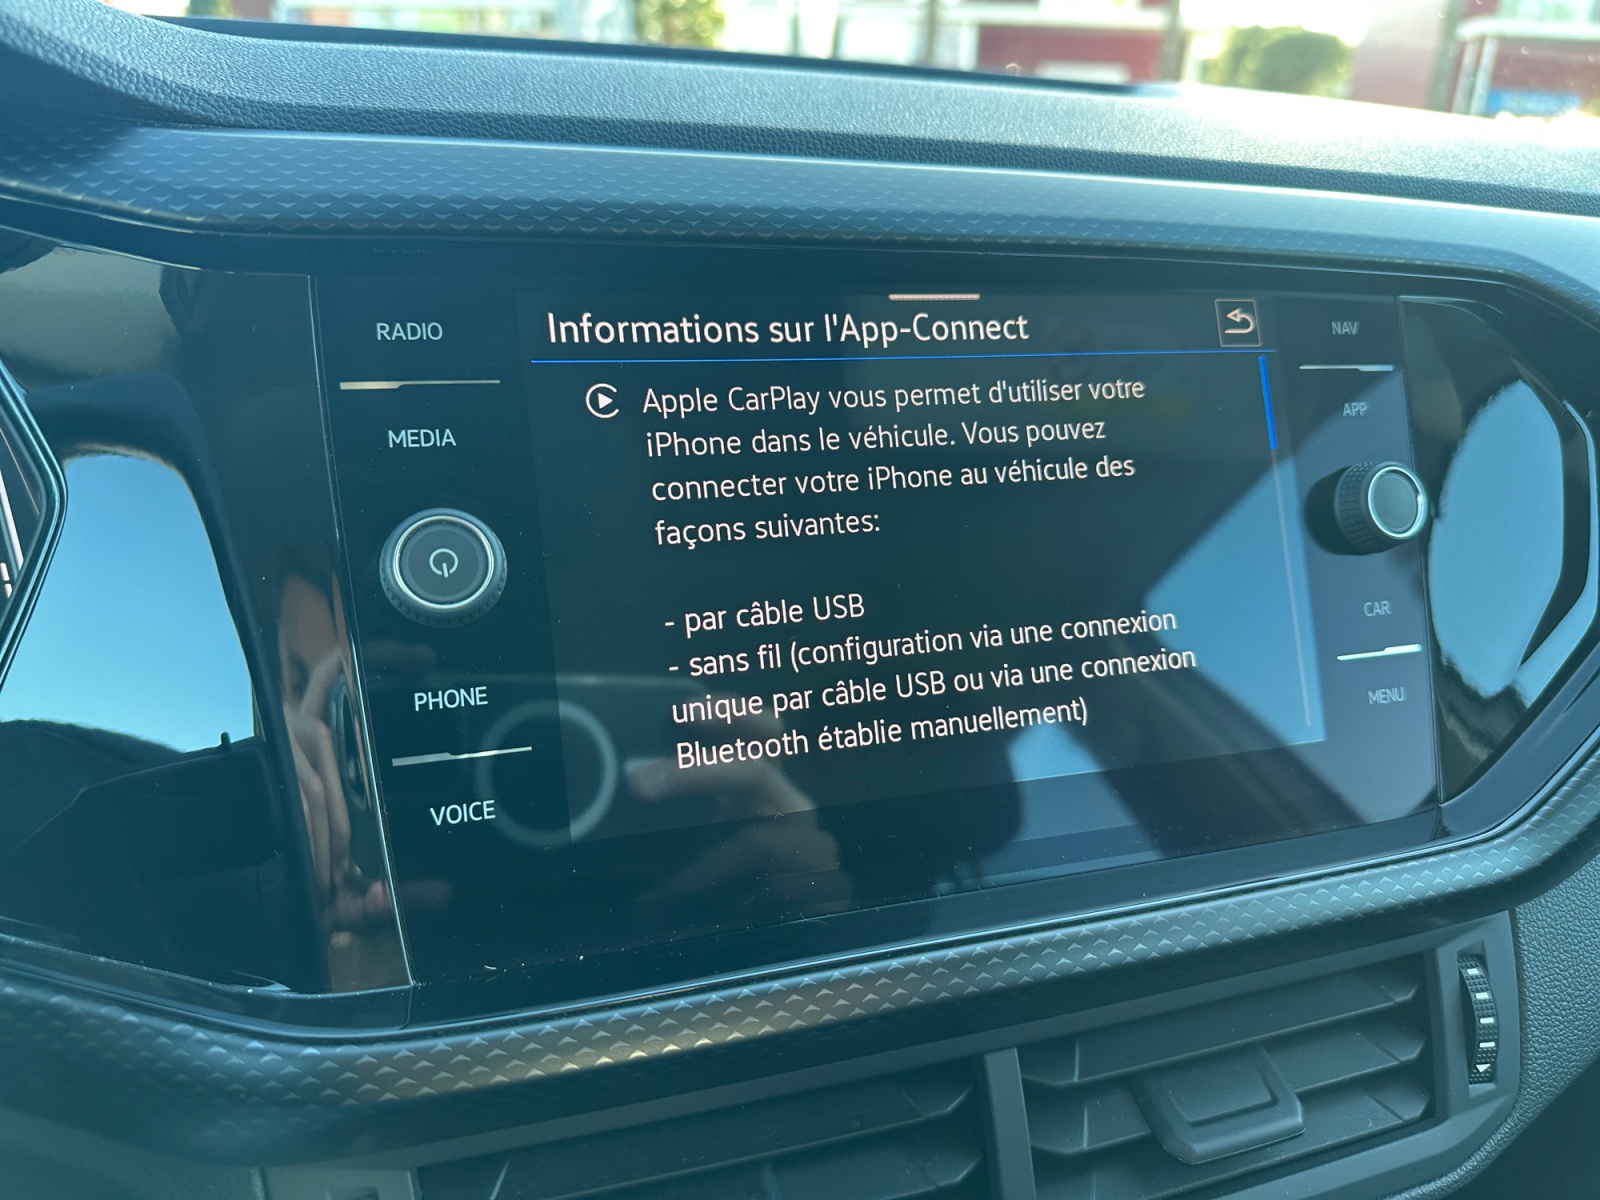 Informations sur l'App-Connect
Apple CarPlay vous permet d'utiliser votre
iPhone dans le véhicule. Vous pouvez
connecter votre iPhone au véhicule des
façons suivantes:
- par câble USB
- sans fil (configuration via une connexion
unique par câble USB ou via une connexion
Bluetooth établie manuellement)
RADIO
MEDIA
PHONE
VOICE
NAV
APP
CAR
MENU